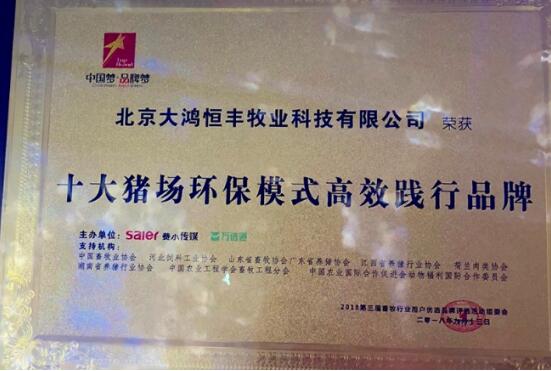 中国梦·品牌梦
北京大鸿恒丰牧业科技有限公司 荣获
十大猪场环保模式高效践行品牌
主办单位: saier 赛尔传媒
支持机构:
中国畜牧业协会 河北饲料工业协会 山东省畜牧协会 广东省养猪协会 江西省养猪行业协会 荷兰肉类协会
湖南省养猪行业协会 中国农业工程学会畜牧工程分会 中国农业国际合作促进会动物福利国际合作委员会
2018第三届畜牧行业用户优选品牌评选活动组委会
二零一八年九月十三日